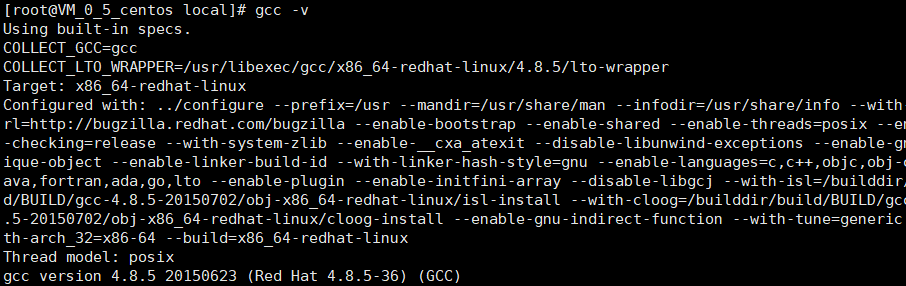 [root@VM_0_5_centos local]# gcc -v
Using built-in specs.
COLLECT_GCC=gcc
COLLECT_LTO_WRAPPER=/usr/libexec/gcc/x86_64-redhat-linux/4.8.5/lto-wrapper
Target: x86_64-redhat-linux
Configured with: ../configure --prefix=/usr --mandir=/usr/share/man --infodir=/usr/share/info --with-
rl=http://bugzilla.redhat.com/bugzilla --enable-bootstrap --enable-shared --enable-threads=posix --en
-checking=release --with-system-zlib --enable-__cxa_atexit --disable-libunwind-exceptions --enable-gn
ique-object --enable-linker-build-id --with-linker-hash-style=gnu --enable-languages=c,c++,objc,obj-c
ava,fortran,ada,go,lto --enable-plugin --enable-initfini-array --disable-libgcj --with-isl=/builddir/
d/BUILD/gcc-4.8.5-20150702/obj-x86_64-redhat-linux/isl-install --with-cloog=/builddir/build/BUILD/gcc
.5-20150702/obj-x86_64-redhat-linux/cloog-install --enable-gnu-indirect-function --with-tune=generic
th-arch_32=x86-64 --build=x86_64-redhat-linux
Thread model: posix
gcc version 4.8.5 20150623 (Red Hat 4.8.5-36) (GCC)